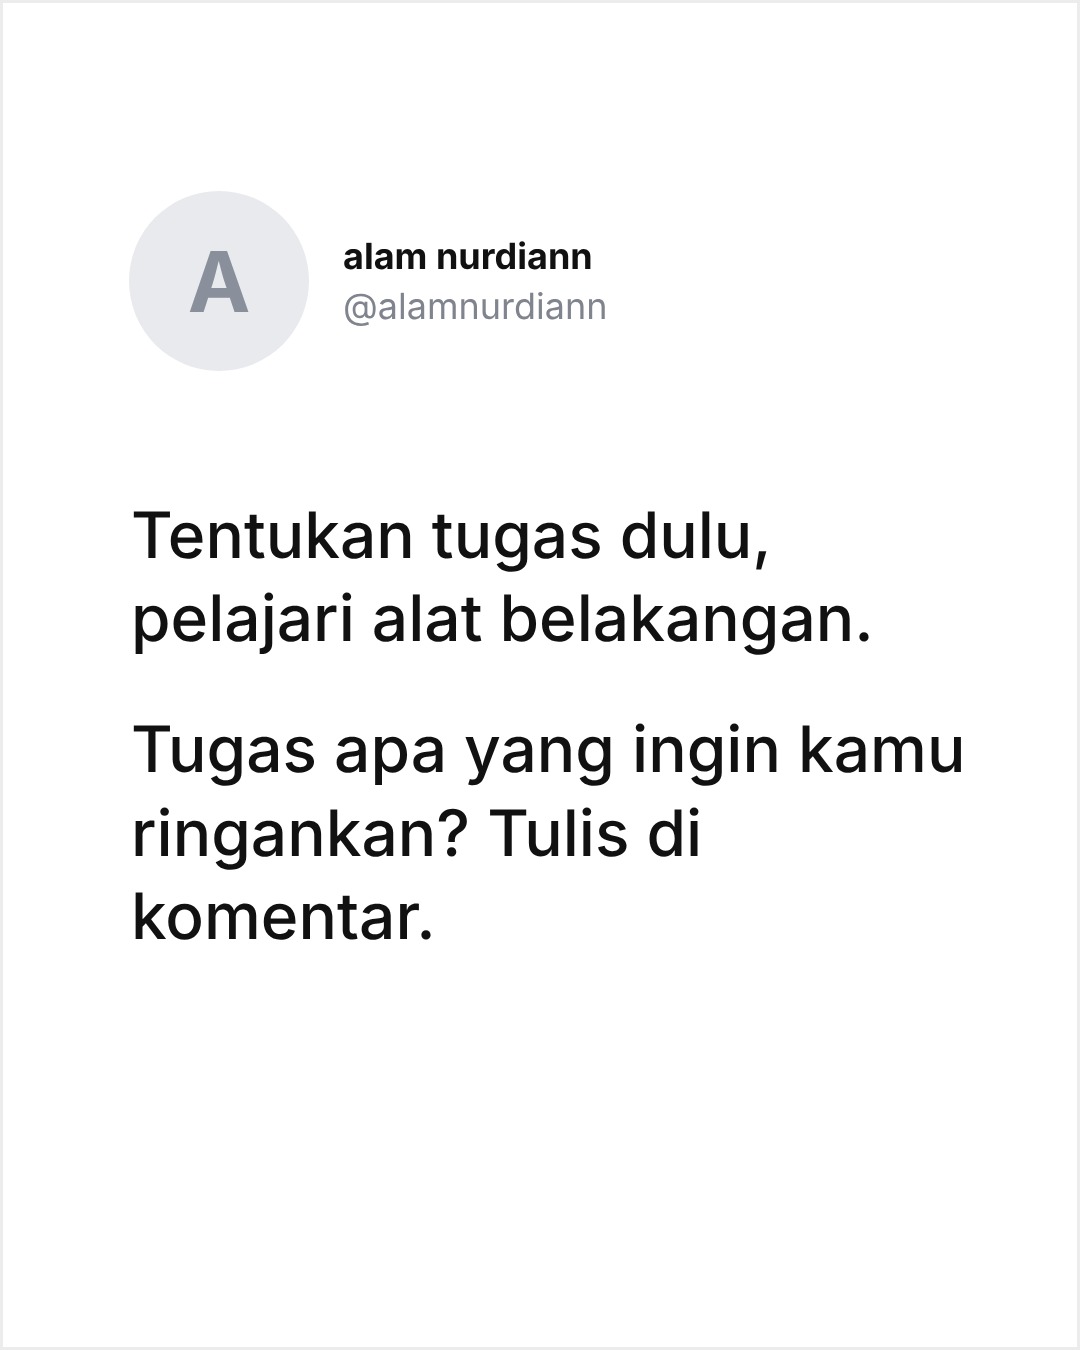 A
alam nurdiann
@alamnurdiann
Tentukan tugas dulu,
pelajari alat belakangan.
Tugas apa yang ingin kamu
ringankan? Tulis di
komentar.